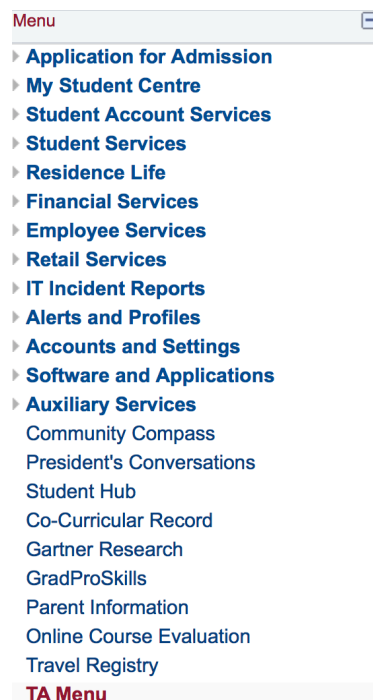 Menu
Application for Admission
My Student Centre
Student Account Services
Student Services
Residence Life
Financial Services
Employee Services
Retail Services
IT Incident Reports
Alerts and Profiles
Accounts and Settings
Software and Applications
Auxiliary Services
Community Compass
President's Conversations
Student Hub
Co-Curricular Record
Gartner Research
GradProSkills
Parent Information
Online Course Evaluation
Travel Registry
TA Menu